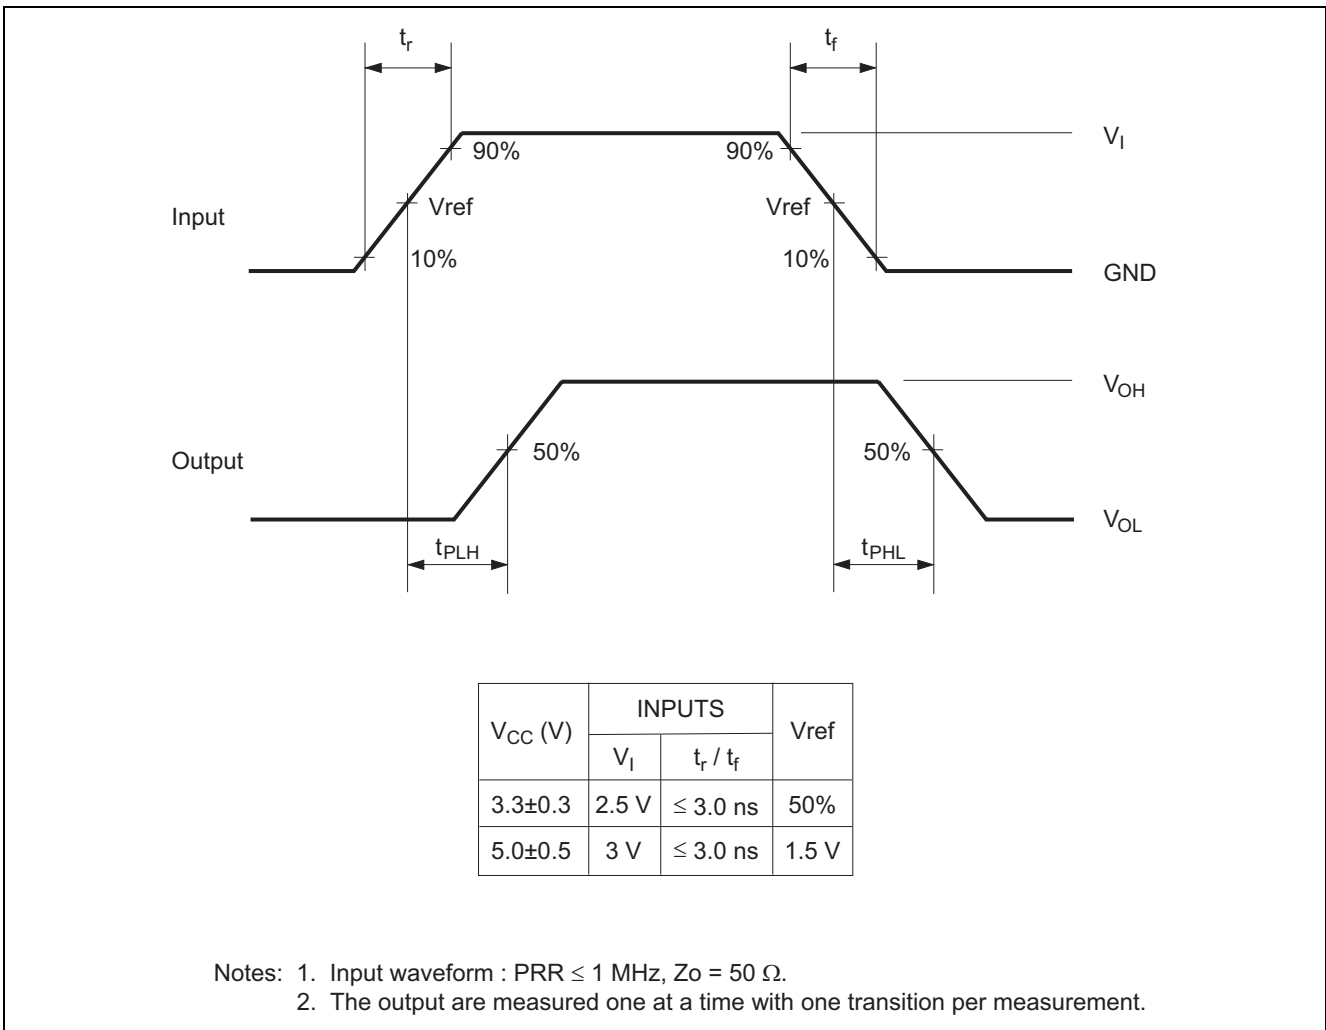 tr tf
90% 90% VI
Input Vref Vref
10% 10% GND
VOH
Output 50% 50%
VOL
tPLH tPHL
VCC (V) INPUTS Vref
VI tr / tf
3.3±0.3 2.5 V ≤ 3.0 ns 50%
5.0±0.5 3 V ≤ 3.0 ns 1.5 V
Notes: 1. Input waveform : PRR ≤ 1 MHz, Zo = 50 Ω.
2. The output are measured one at a time with one transition per measurement.